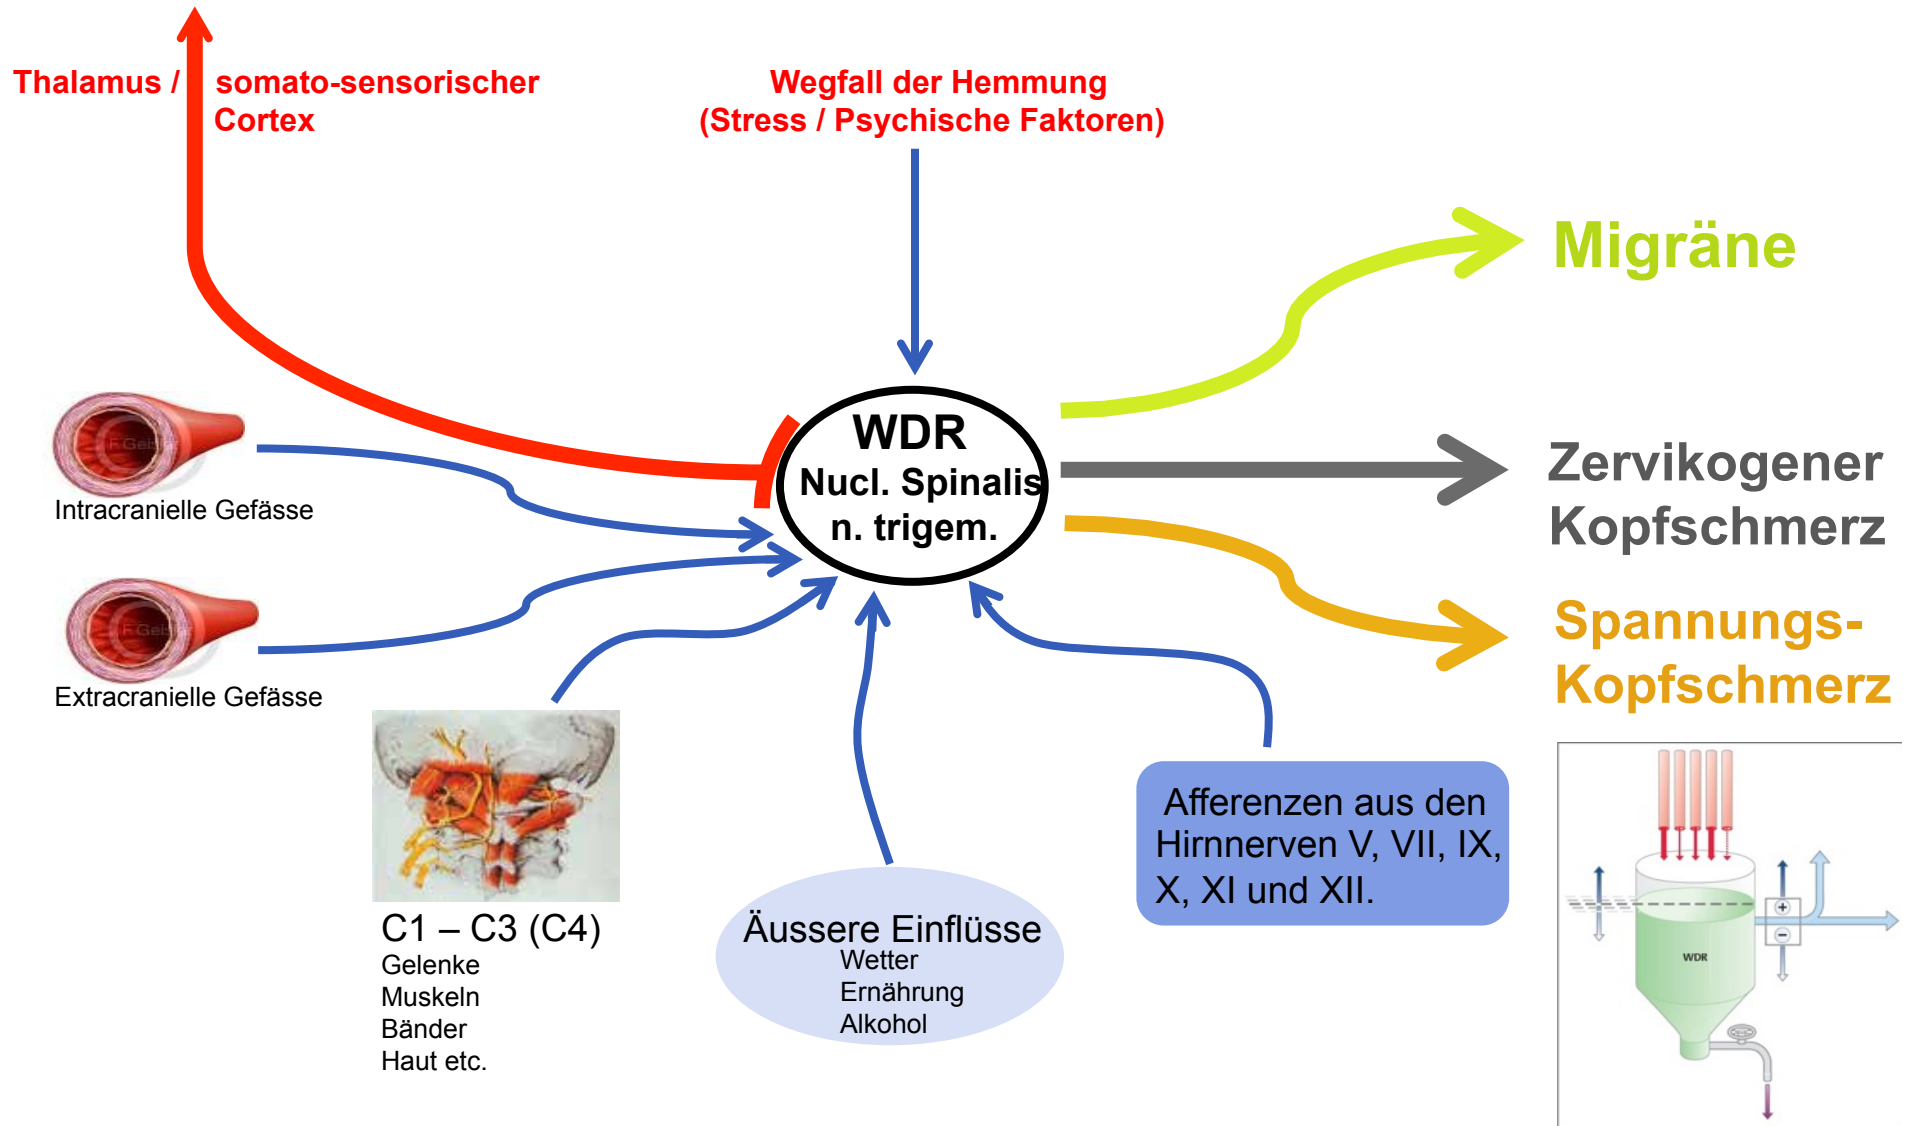 Thalamus / somato-sensorischer
Cortex
Wegfall der Hemmung
(Stress / Psychische Faktoren)
Migräne
WDR
Nucl. Spinalis
n. trigem.
Zervikogener
Kopfschmerz
Spannungs-
Kopfschmerz
F Geisler
Intracranielle Gefässe
F Geisler
Extracranielle Gefässe
C1 – C3 (C4)
Gelenke
Muskeln
Bänder
Haut etc.
Äussere Einflüsse
Wetter
Ernährung
Alkohol
Afferenzen aus den
Hirnnerven V, VII, IX,
X, XI und XII.
+
−
WDR